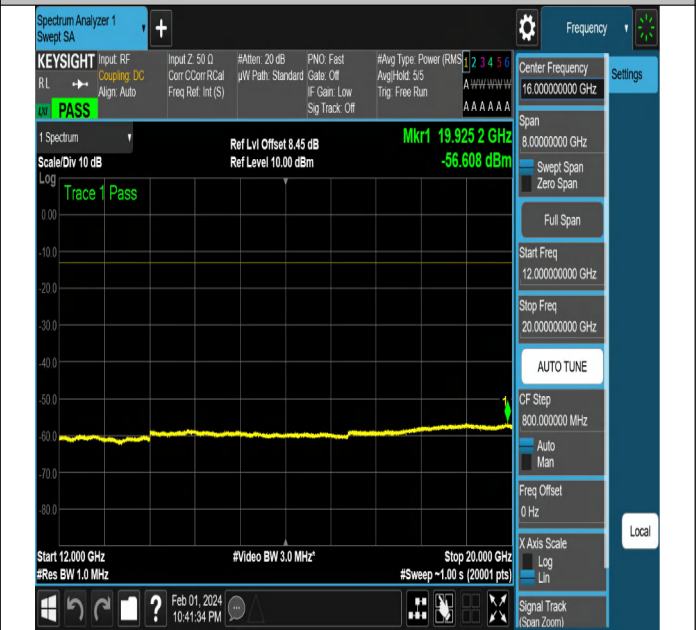 Spectrum Analyzer 1
Swept SA
Frequency
KEYSIGHT
RL
PASS
Input: RF
Coupling: DC
Align: Auto
Input Z: 50 Ω
Corr CCorr RCal
Freq Ref: Int (S)
#Atten: 20 dB
µW Path: Standard
PNO: Fast
Gate: Off
IF Gain: Low
Sig Track: Off
#Avg Type: Power (RMS
Avg|Hold: 5/5
Trig: Free Run
1 2 3 4 5 6
A W W W W W
A A A A A A
1 Spectrum
Scale/Div 10 dB
Ref Lvl Offset 8.45 dB
Ref Level 10.00 dBm
Mkr1 19.925 2 GHz
-56.608 dBm
Log
Trace 1 Pass
0.00
-10.0
-20.0
-30.0
-40.0
-50.0
-60.0
-70.0
-80.0
1
Start 12.000 GHz
#Res BW 1.0 MHz
#Video BW 3.0 MHz*
Stop 20.000 GHz
#Sweep ~1.00 s (20001 pts)
Feb 01, 2024
10:41:34 PM
Center Frequency
16.000000000 GHz
Settings
Span
8.00000000 GHz
Swept Span
Zero Span
Full Span
Start Freq
12.000000000 GHz
Stop Freq
20.000000000 GHz
AUTO TUNE
CF Step
800.000000 MHz
Auto
Man
Freq Offset
0 Hz
Local
X Axis Scale
Log
Lin
Signal Track
(Span Zoom)